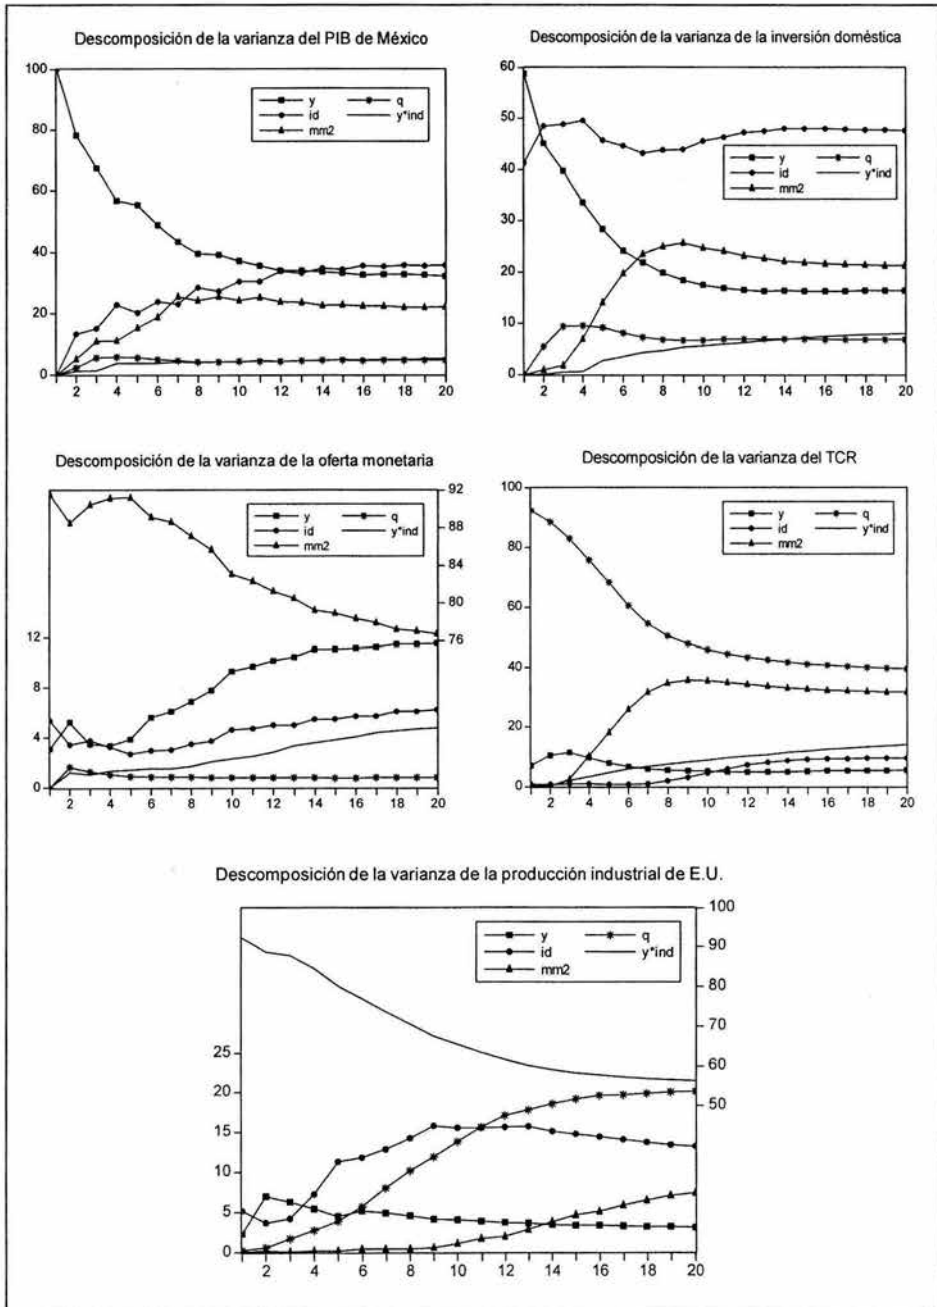 Descomposición de la varianza del PIB de México
100
80
60
40
20
0
y q
id y*ind
mm2
2 4 6 8 10 12 14 16 18 20
Descomposición de la varianza de la inversión doméstica
60
50
40
30
20
10
0
y q
id y*ind
mm2
2 4 6 8 10 12 14 16 18 20
Descomposición de la varianza de la oferta monetaria
12
8
4
0
y q
id y*ind
mm2
92
88
84
80
76
2 4 6 8 10 12 14 16 18 20
Descomposición de la varianza del TCR
100
80
60
40
20
0
y q
id y*ind
mm2
2 4 6 8 10 12 14 16 18 20
Descomposición de la varianza de la producción industrial de E.U.
25
20
15
10
5
0
y q
id y*ind
mm2
100
90
80
70
60
50
2 4 6 8 10 12 14 16 18 20